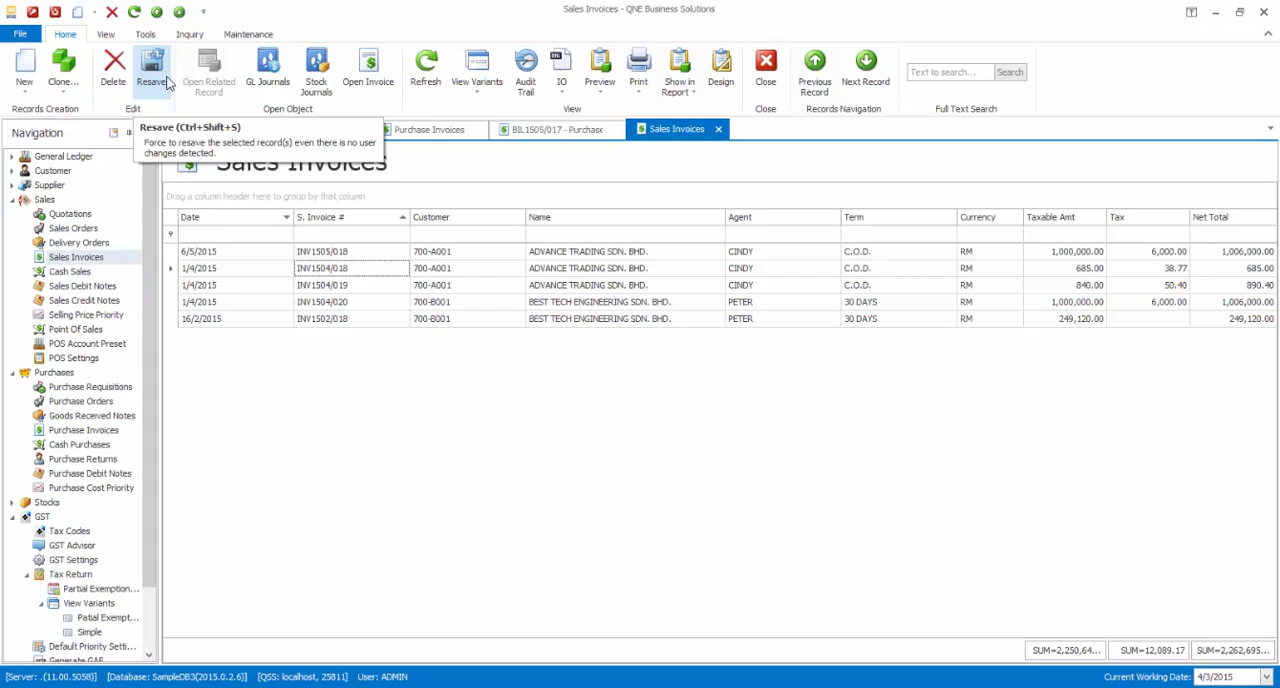 Sales Invoices - QNE Business Solutions
File Home View Tools Inquiry Maintenance
New Clone... Delete Resave Open Related Record GL Journals Stock Journals Open Invoice Refresh View Variants Audit Trail IO Preview Print Show in Report Design Close Previous Record Next Record Text to search... Search
Records Creation Edit Open Object View Close Records Navigation Full Text Search
Resave (Ctrl+Shift+S)
Force to resave the selected record(s) even there is no user
changes detected.
Navigation
Purchase Invoices BIL1505/017 - Purchase Sales Invoices
Sales Invoices
Drag a column header here to group by that column
Date S. Invoice # Customer Name Agent Term Currency Taxable Amt Tax Net Total
6/5/2015 INV1505/018 700-A001 ADVANCE TRADING SDN. BHD. CINDY C.O.D. RM 1,000,000.00 6,000.00 1,006,000.00
1/4/2015 INV1504/018 700-A001 ADVANCE TRADING SDN. BHD. CINDY C.O.D. RM 685.00 38.77 685.00
1/4/2015 INV1504/019 700-A001 ADVANCE TRADING SDN. BHD. CINDY C.O.D. RM 840.00 50.40 890.40
1/4/2015 INV1504/020 700-B001 BEST TECH ENGINEERING SDN. BHD. PETER 30 DAYS RM 1,000,000.00 6,000.00 1,006,000.00
16/2/2015 INV1502/018 700-B001 BEST TECH ENGINEERING SDN. BHD. PETER 30 DAYS RM 249,120.00 249,120.00
General Ledger
Customer
Supplier
Sales
Quotations
Sales Orders
Delivery Orders
Sales Invoices
Cash Sales
Sales Debit Notes
Sales Credit Notes
Selling Price Priority
Point Of Sales
POS Account Preset
POS Settings
Purchases
Purchase Requisitions
Purchase Orders
Goods Received Notes
Purchase Invoices
Cash Purchases
Purchase Returns
Purchase Debit Notes
Purchase Cost Priority
Stocks
GST
Tax Codes
GST Advisor
GST Settings
Tax Return
Partial Exemption...
View Variants
Patial Exempt...
Simple
Default Priority Setti...
Generate GAF
SUM=2,250,64... SUM=12,089.17 SUM=2,262,695...
[Server: .(11.00.5058)] [Database: SampleDB3(2015.0.2.6)] [QSS: localhost, 25811] User: ADMIN Current Working Date: 4/3/2015